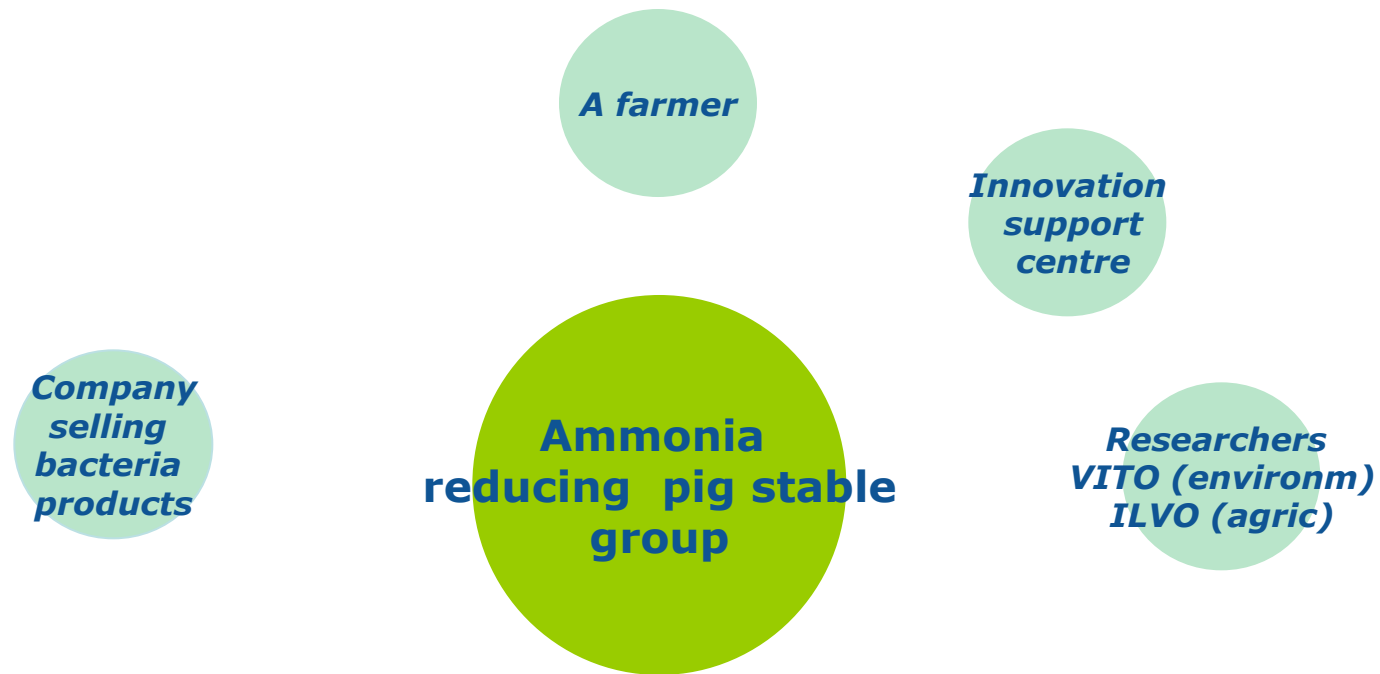 A farmer
Innovation
support
centre
Company
selling
bacteria
products
Ammonia
reducing pig stable
group
Researchers
VITO (environm)
ILVO (agric)